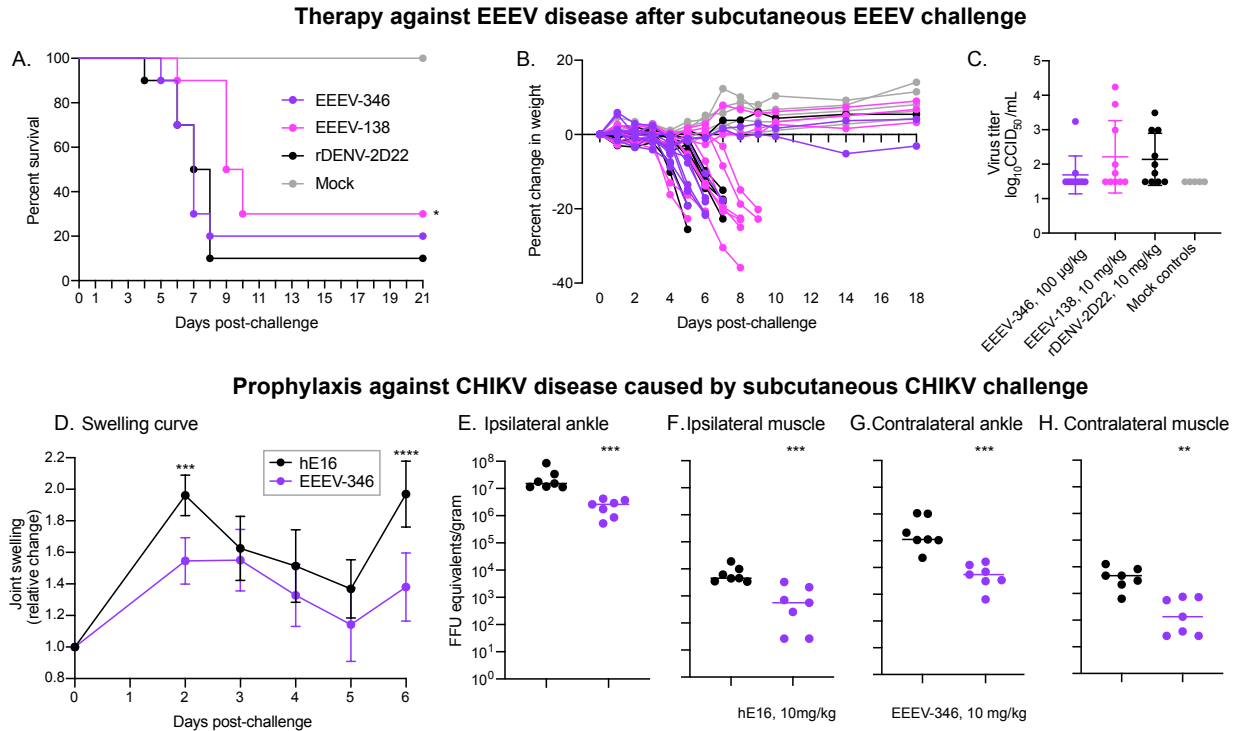 Therapy against EEEV disease after subcutaneous EEEV challenge
A.
Percent survival
100
80
60
40
20
0
0 1 3 5 7 9 11 13 15 17 19 21
Days post-challenge
EEEV-346
EEEV-138
rDENV-2D22
Mock
*
B.
Percent change in weight
20
0
-20
-40
0 2 4 6 8 10 12 14 16 18
Days post-challenge
C.
Virus titer
log10CCID50/mL
5
4
3
2
1
0
EEEV-346, 100 µg/kg
EEEV-138, 10 mg/kg
rDENV-2D22, 10 mg/kg
Mock controls
Prophylaxis against CHIKV disease caused by subcutaneous CHIKV challenge
D. Swelling curve
Joint swelling
(relative change)
2.2
2.0
1.8
1.6
1.4
1.2
1.0
0.8
0 2 3 4 5 6
Days post-challenge
*** ****
hE16
EEEV-346
E. Ipsilateral ankle
***
FFU equivalents/gram
10^8
10^7
10^6
10^5
10^4
10^3
10^2
10^1
10^0
F. Ipsilateral muscle
***
G. Contralateral ankle
***
H. Contralateral muscle
**
hE16, 10mg/kg
EEEV-346, 10 mg/kg